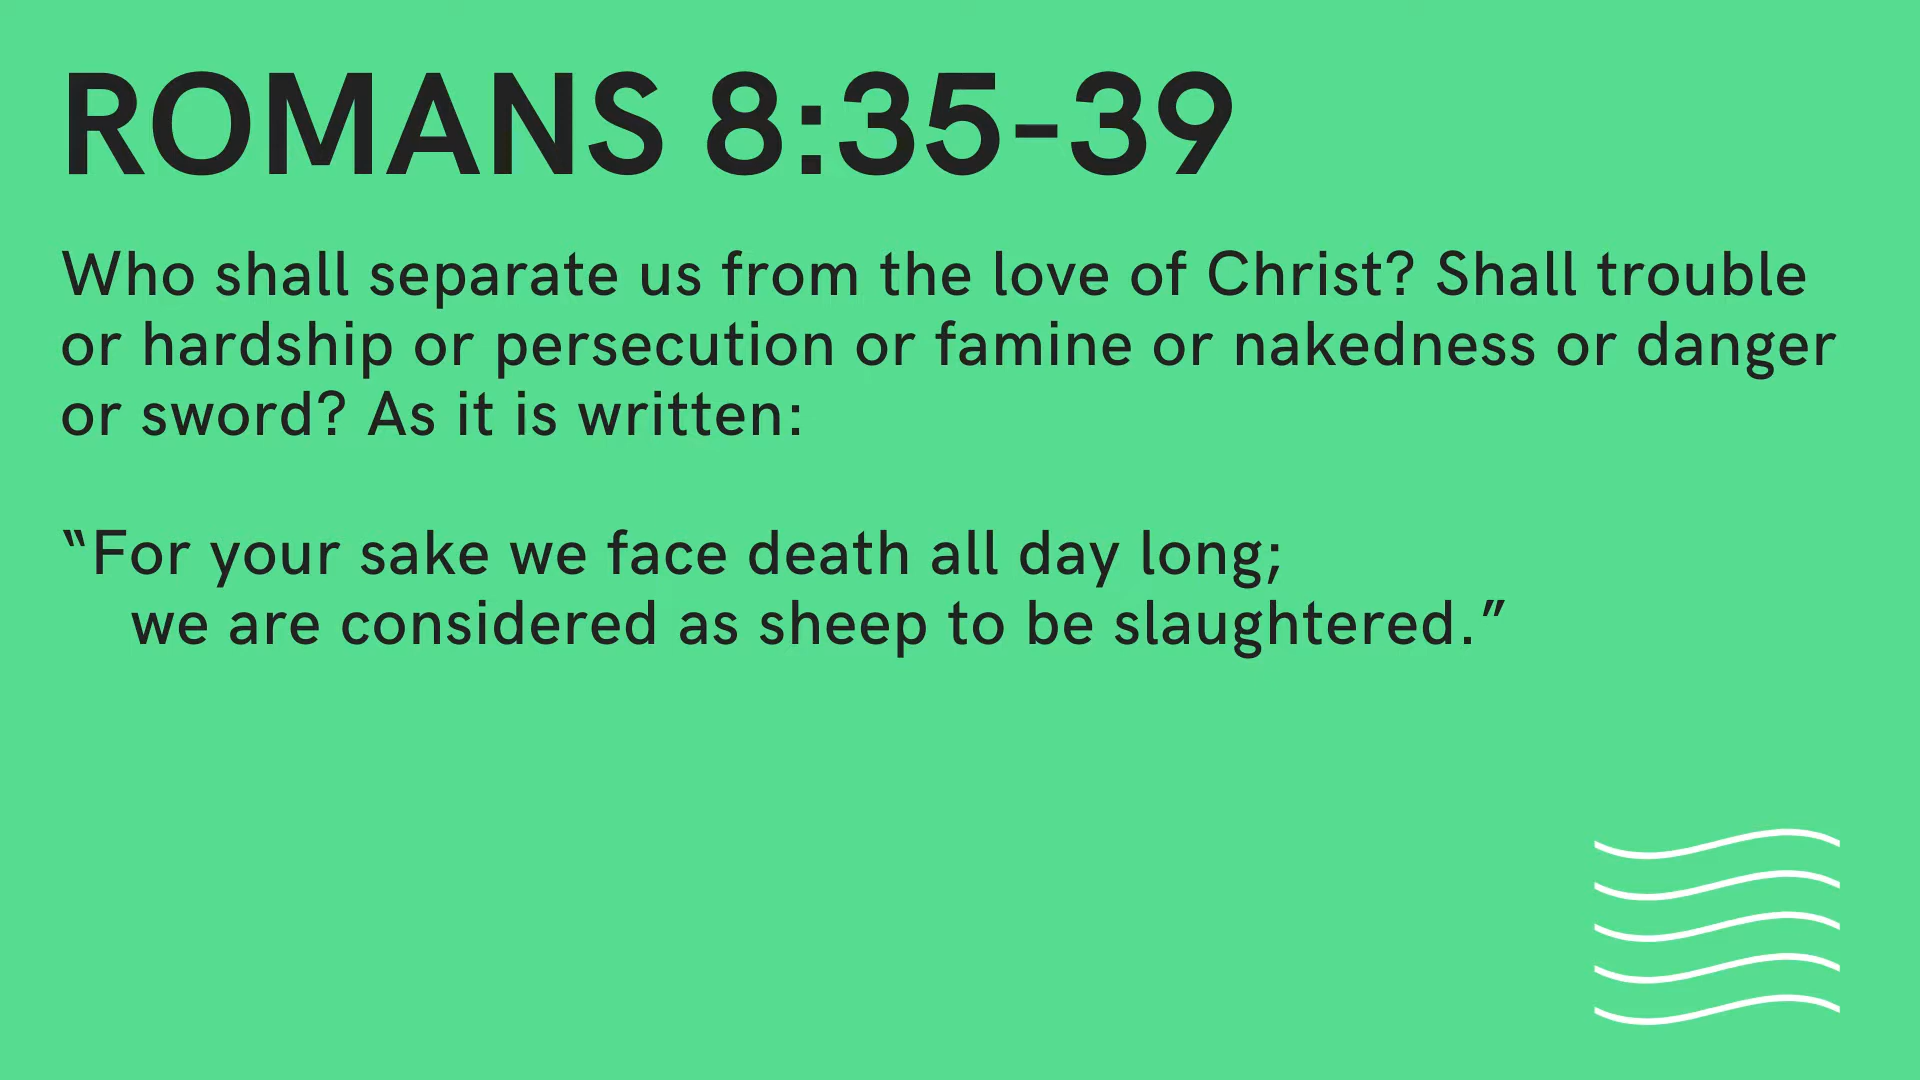 ROMANS 8:35-39
Who shall separate us from the love of Christ? Shall trouble
or hardship or persecution or famine or nakedness or danger
or sword? As it is written:
“For your sake we face death all day long;
we are considered as sheep to be slaughtered.”